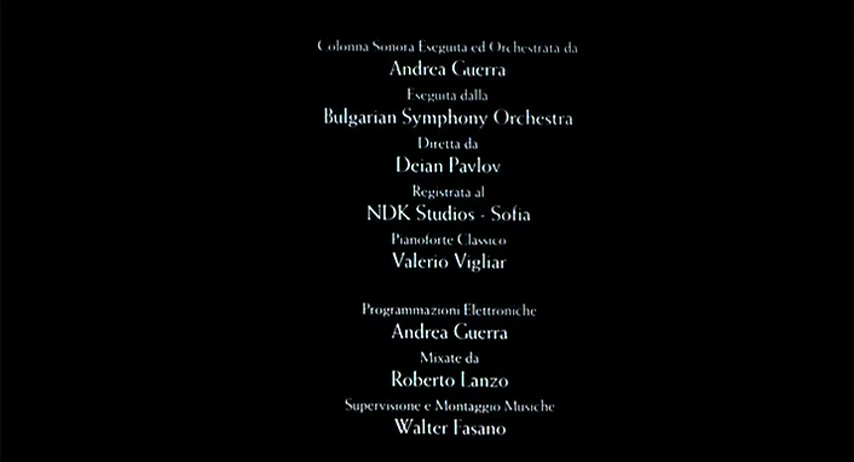 Colonna Sonora Eseguita ed Orchestrata da
Andrea Guerra
Eseguita dalla
Bulgarian Symphony Orchestra
Diretta da
Deian Pavlov
Registrata al
NDK Studios - Sofia
Pianoforte Classico
Valerio Vigliar
Programmazioni Elettroniche
Andrea Guerra
Mixate da
Roberto Lanzo
Supervisione e Montaggio Musiche
Walter Fasano